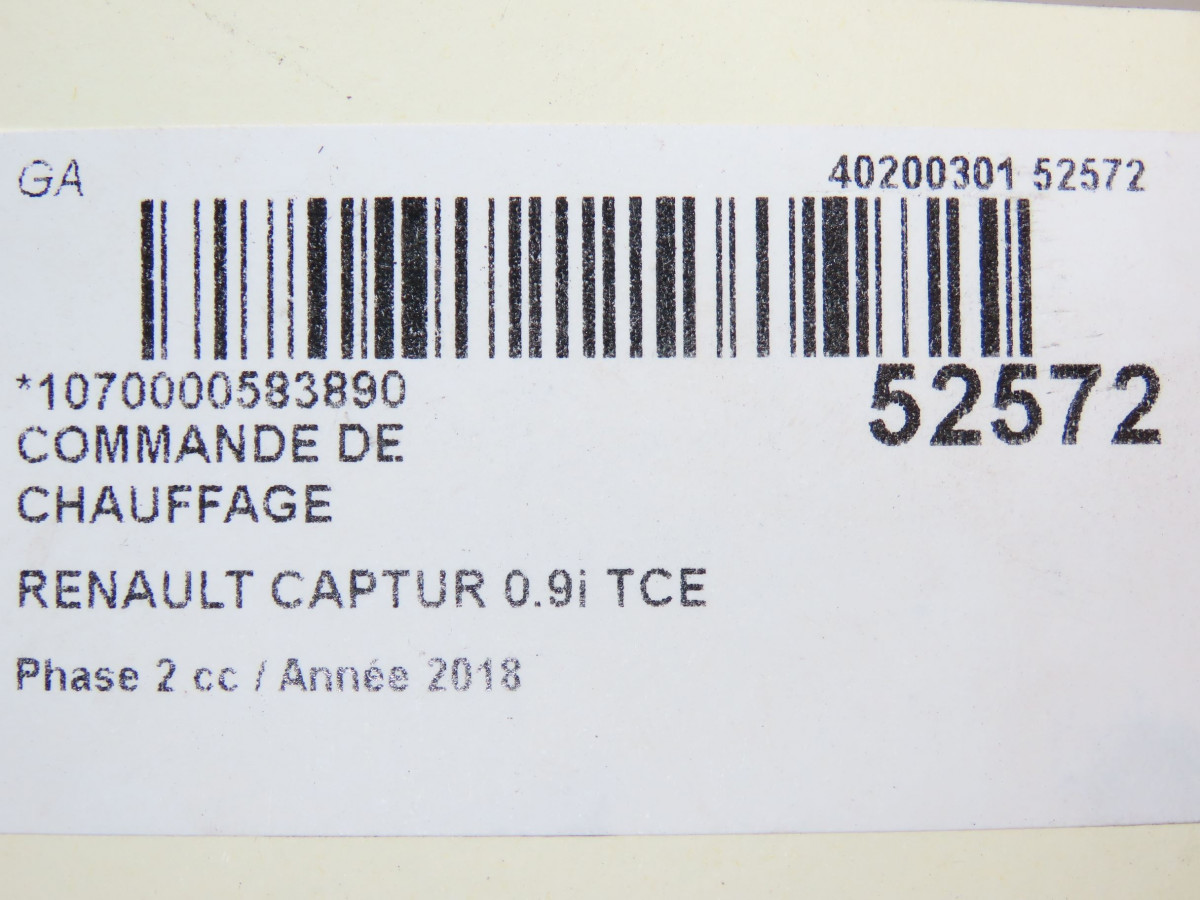 GA
40200301 52572
*1070000583890
52572
COMMANDE DE
CHAUFFAGE
RENAULT CAPTUR 0.9i TCE
Phase 2 cc / Année 2018